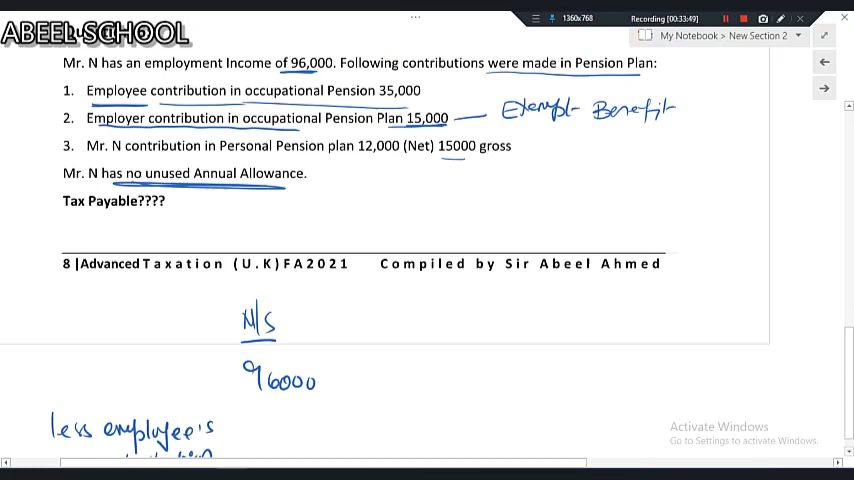 1360x768
Recording [00:33:49]
ABEEL-SCHOOL
My Notebook > New Section 2
Mr. N has an employment Income of 96,000. Following contributions were made in Pension Plan:
1. Employee contribution in occupational Pension 35,000
2. Employer contribution in occupational Pension Plan 15,000 — Exempt Benefit
3. Mr. N contribution in Personal Pension plan 12,000 (Net) 15000 gross
Mr. N has no unused Annual Allowance.
Tax Payable????
8 |Advanced Taxation (U.K)FA2021 Compiled by Sir Abeel Ahmed
N/S
96000
less employee's
Activate Windows
Go to Settings to activate Windows.